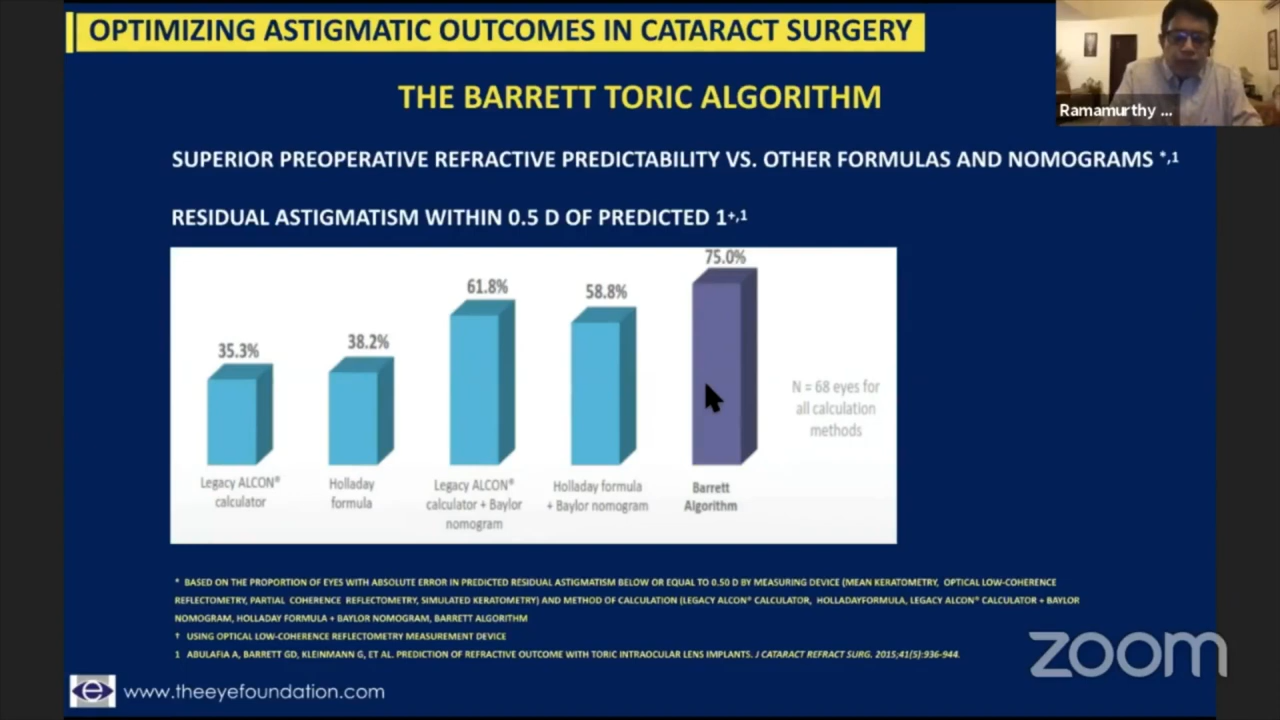 OPTIMIZING ASTIGMATIC OUTCOMES IN CATARACT SURGERY
Ramamurthy ...
THE BARRETT TORIC ALGORITHM
SUPERIOR PREOPERATIVE REFRACTIVE PREDICTABILITY VS. OTHER FORMULAS AND NOMOGRAMS *,1
RESIDUAL ASTIGMATISM WITHIN 0.5 D OF PREDICTED 1+,1
35.3%
38.2%
61.8%
58.8%
75.0%
N = 68 eyes for
all calculation
methods
Legacy ALCON®
calculator
Holladay
formula
Legacy ALCON®
calculator + Baylor
nomogram
Holladay formula
+ Baylor nomogram
Barrett
Algorithm
* BASED ON THE PROPORTION OF EYES WITH ABSOLUTE ERROR IN PREDICTED RESIDUAL ASTIGMATISM BELOW OR EQUAL TO 0.50 D BY MEASURING DEVICE (MEAN KERATOMETRY, OPTICAL LOW-COHERENCE
REFLECTOMETRY, PARTIAL COHERENCE REFLECTOMETRY, SIMULATED KERATOMETRY) AND METHOD OF CALCULATION (LEGACY ALCON® CALCULATOR, HOLLADAYFORMULA, LEGACY ALCON® CALCULATOR + BAYLOR
NOMOGRAM, HOLLADAY FORMULA + BAYLOR NOMOGRAM, BARRETT ALGORITHM
† USING OPTICAL LOW-COHERENCE REFLECTOMETRY MEASUREMENT DEVICE
1 ABULAFIA A, BARRETT GD, KLEINMANN G, ET AL. PREDICTION OF REFRACTIVE OUTCOME WITH TORIC INTRAOCULAR LENS IMPLANTS. J CATARACT REFRACT SURG. 2015;41(5):936-944.
zoom
www.theeyefoundation.com